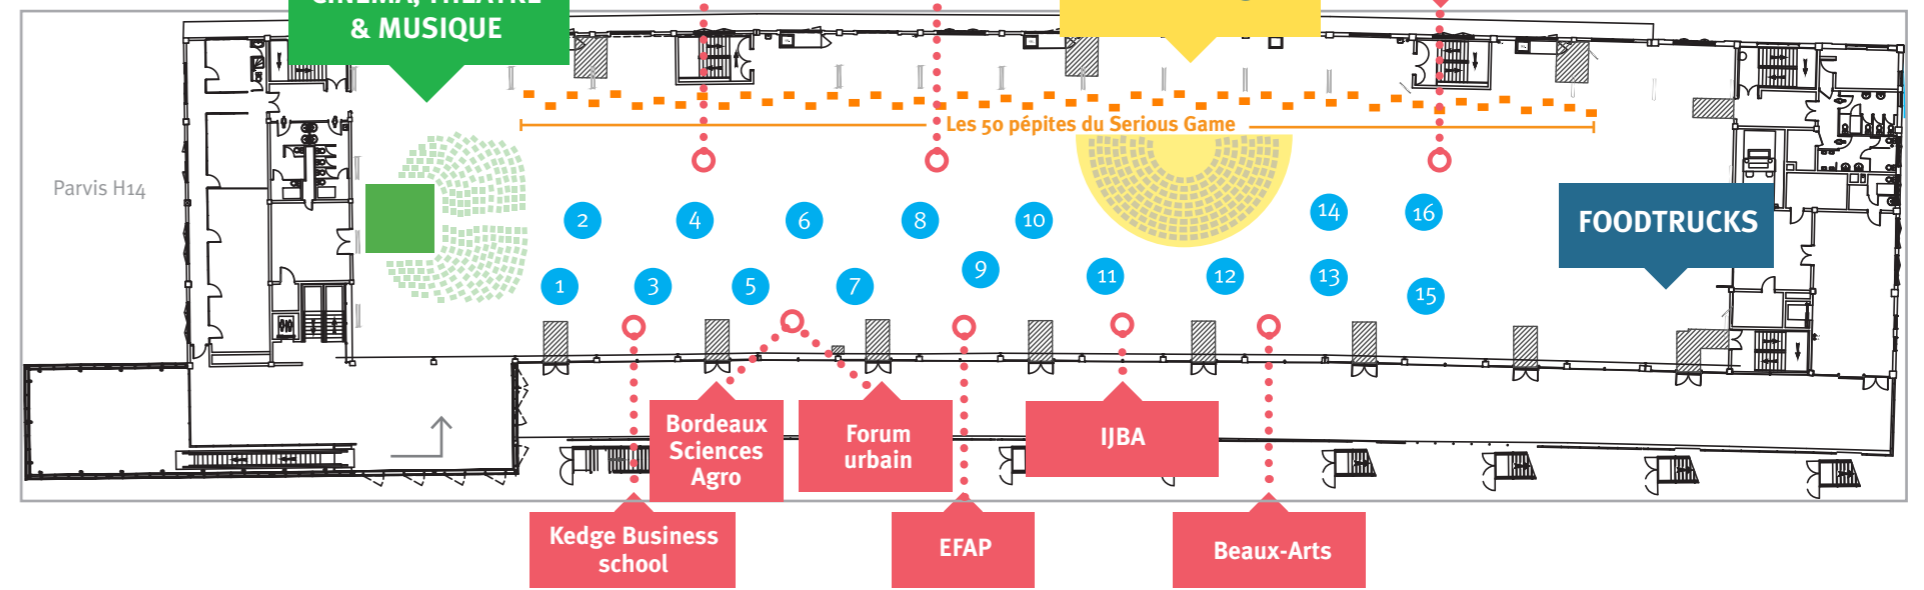 CINÉMA, THÉÂTRE
& MUSIQUE
Les 50 pépites du Serious Game
Parvis H14
FOODTRUCKS
2
4
6
8
10
14
16
1
3
5
7
9
11
12
13
15
Bordeaux
Sciences
Agro
Forum
urbain
IJBA
Kedge Business
school
EFAP
Beaux-Arts